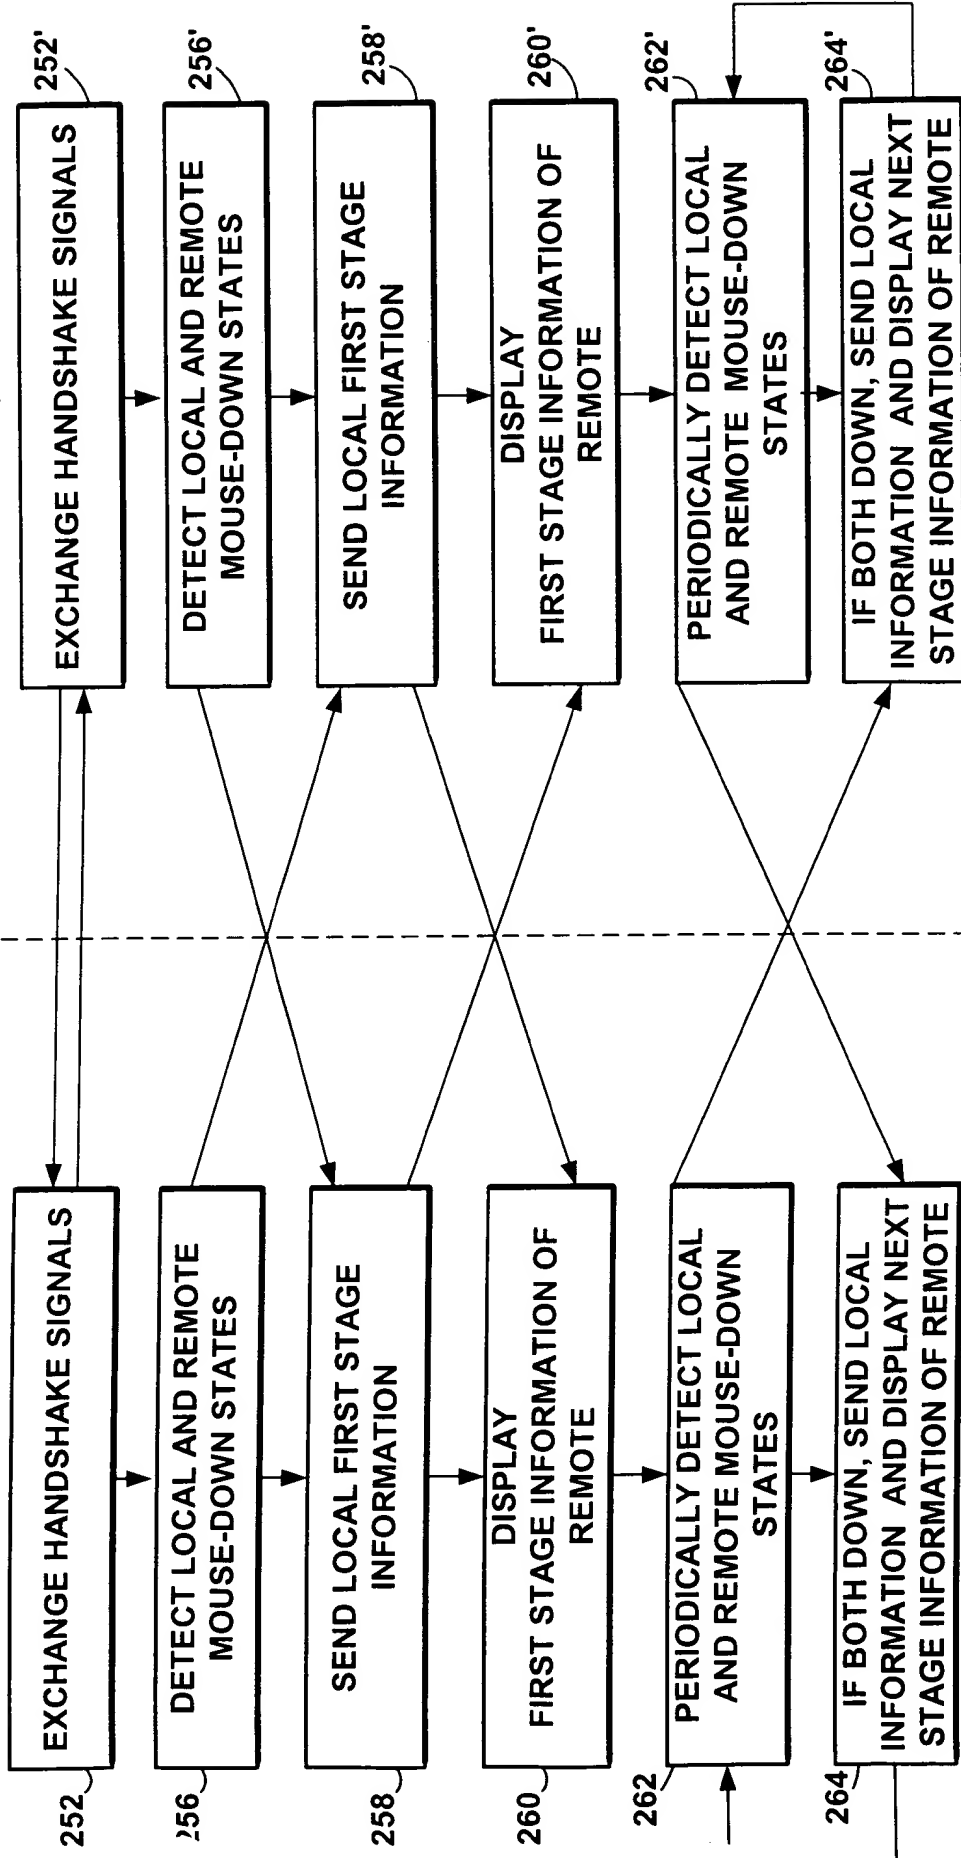 252
EXCHANGE HANDSHAKE SIGNALS
256
DETECT LOCAL AND REMOTE
MOUSE-DOWN STATES
258
SEND LOCAL FIRST STAGE
INFORMATION
260
DISPLAY
FIRST STAGE INFORMATION OF
REMOTE
262
PERIODICALLY DETECT LOCAL
AND REMOTE MOUSE-DOWN
STATES
264
IF BOTH DOWN, SEND LOCAL
INFORMATION AND DISPLAY NEXT
STAGE INFORMATION OF REMOTE
252'
EXCHANGE HANDSHAKE SIGNALS
256'
DETECT LOCAL AND REMOTE
MOUSE-DOWN STATES
258'
SEND LOCAL FIRST STAGE
INFORMATION
260'
DISPLAY
FIRST STAGE INFORMATION OF
REMOTE
262'
PERIODICALLY DETECT LOCAL
AND REMOTE MOUSE-DOWN
STATES
264'
IF BOTH DOWN, SEND LOCAL
INFORMATION AND DISPLAY NEXT
STAGE INFORMATION OF REMOTE